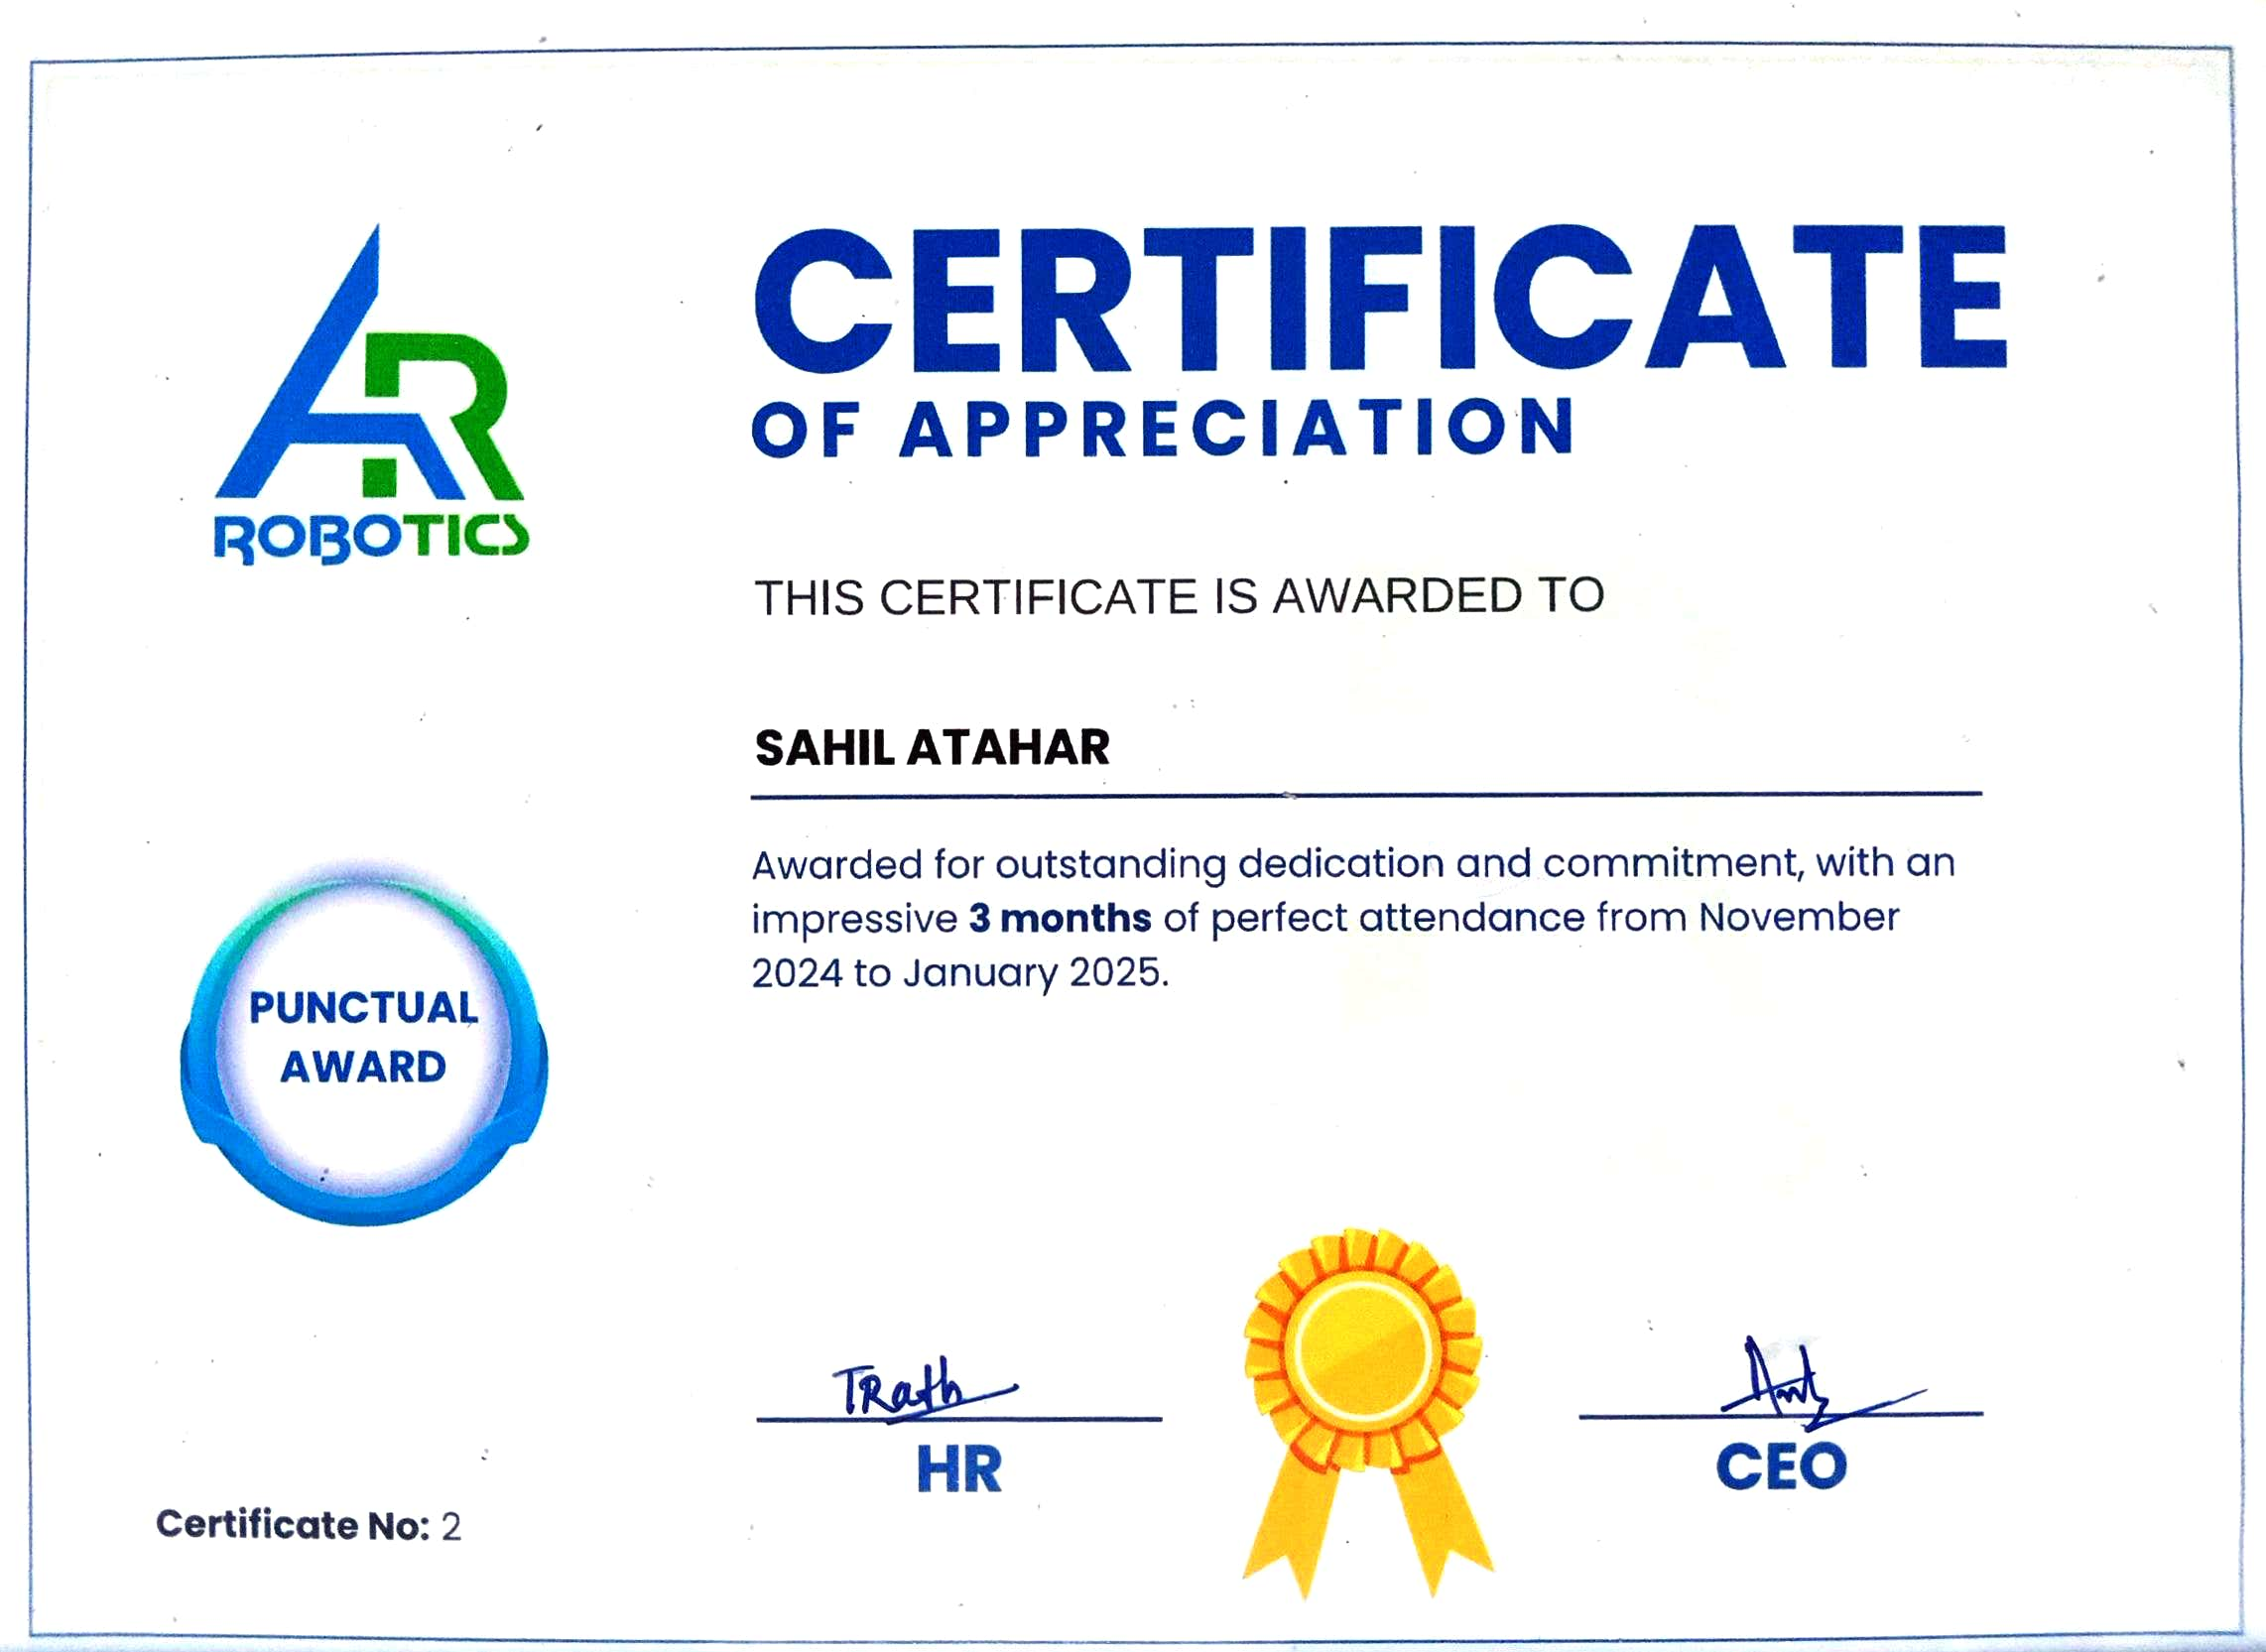 AR
ROBOTICS
CERTIFICATE
OF APPRECIATION
THIS CERTIFICATE IS AWARDED TO
SAHIL ATAHAR
Awarded for outstanding dedication and commitment, with an
impressive 3 months of perfect attendance from November
2024 to January 2025.
PUNCTUAL
AWARD
TRath
HR
CEO
Certificate No: 2